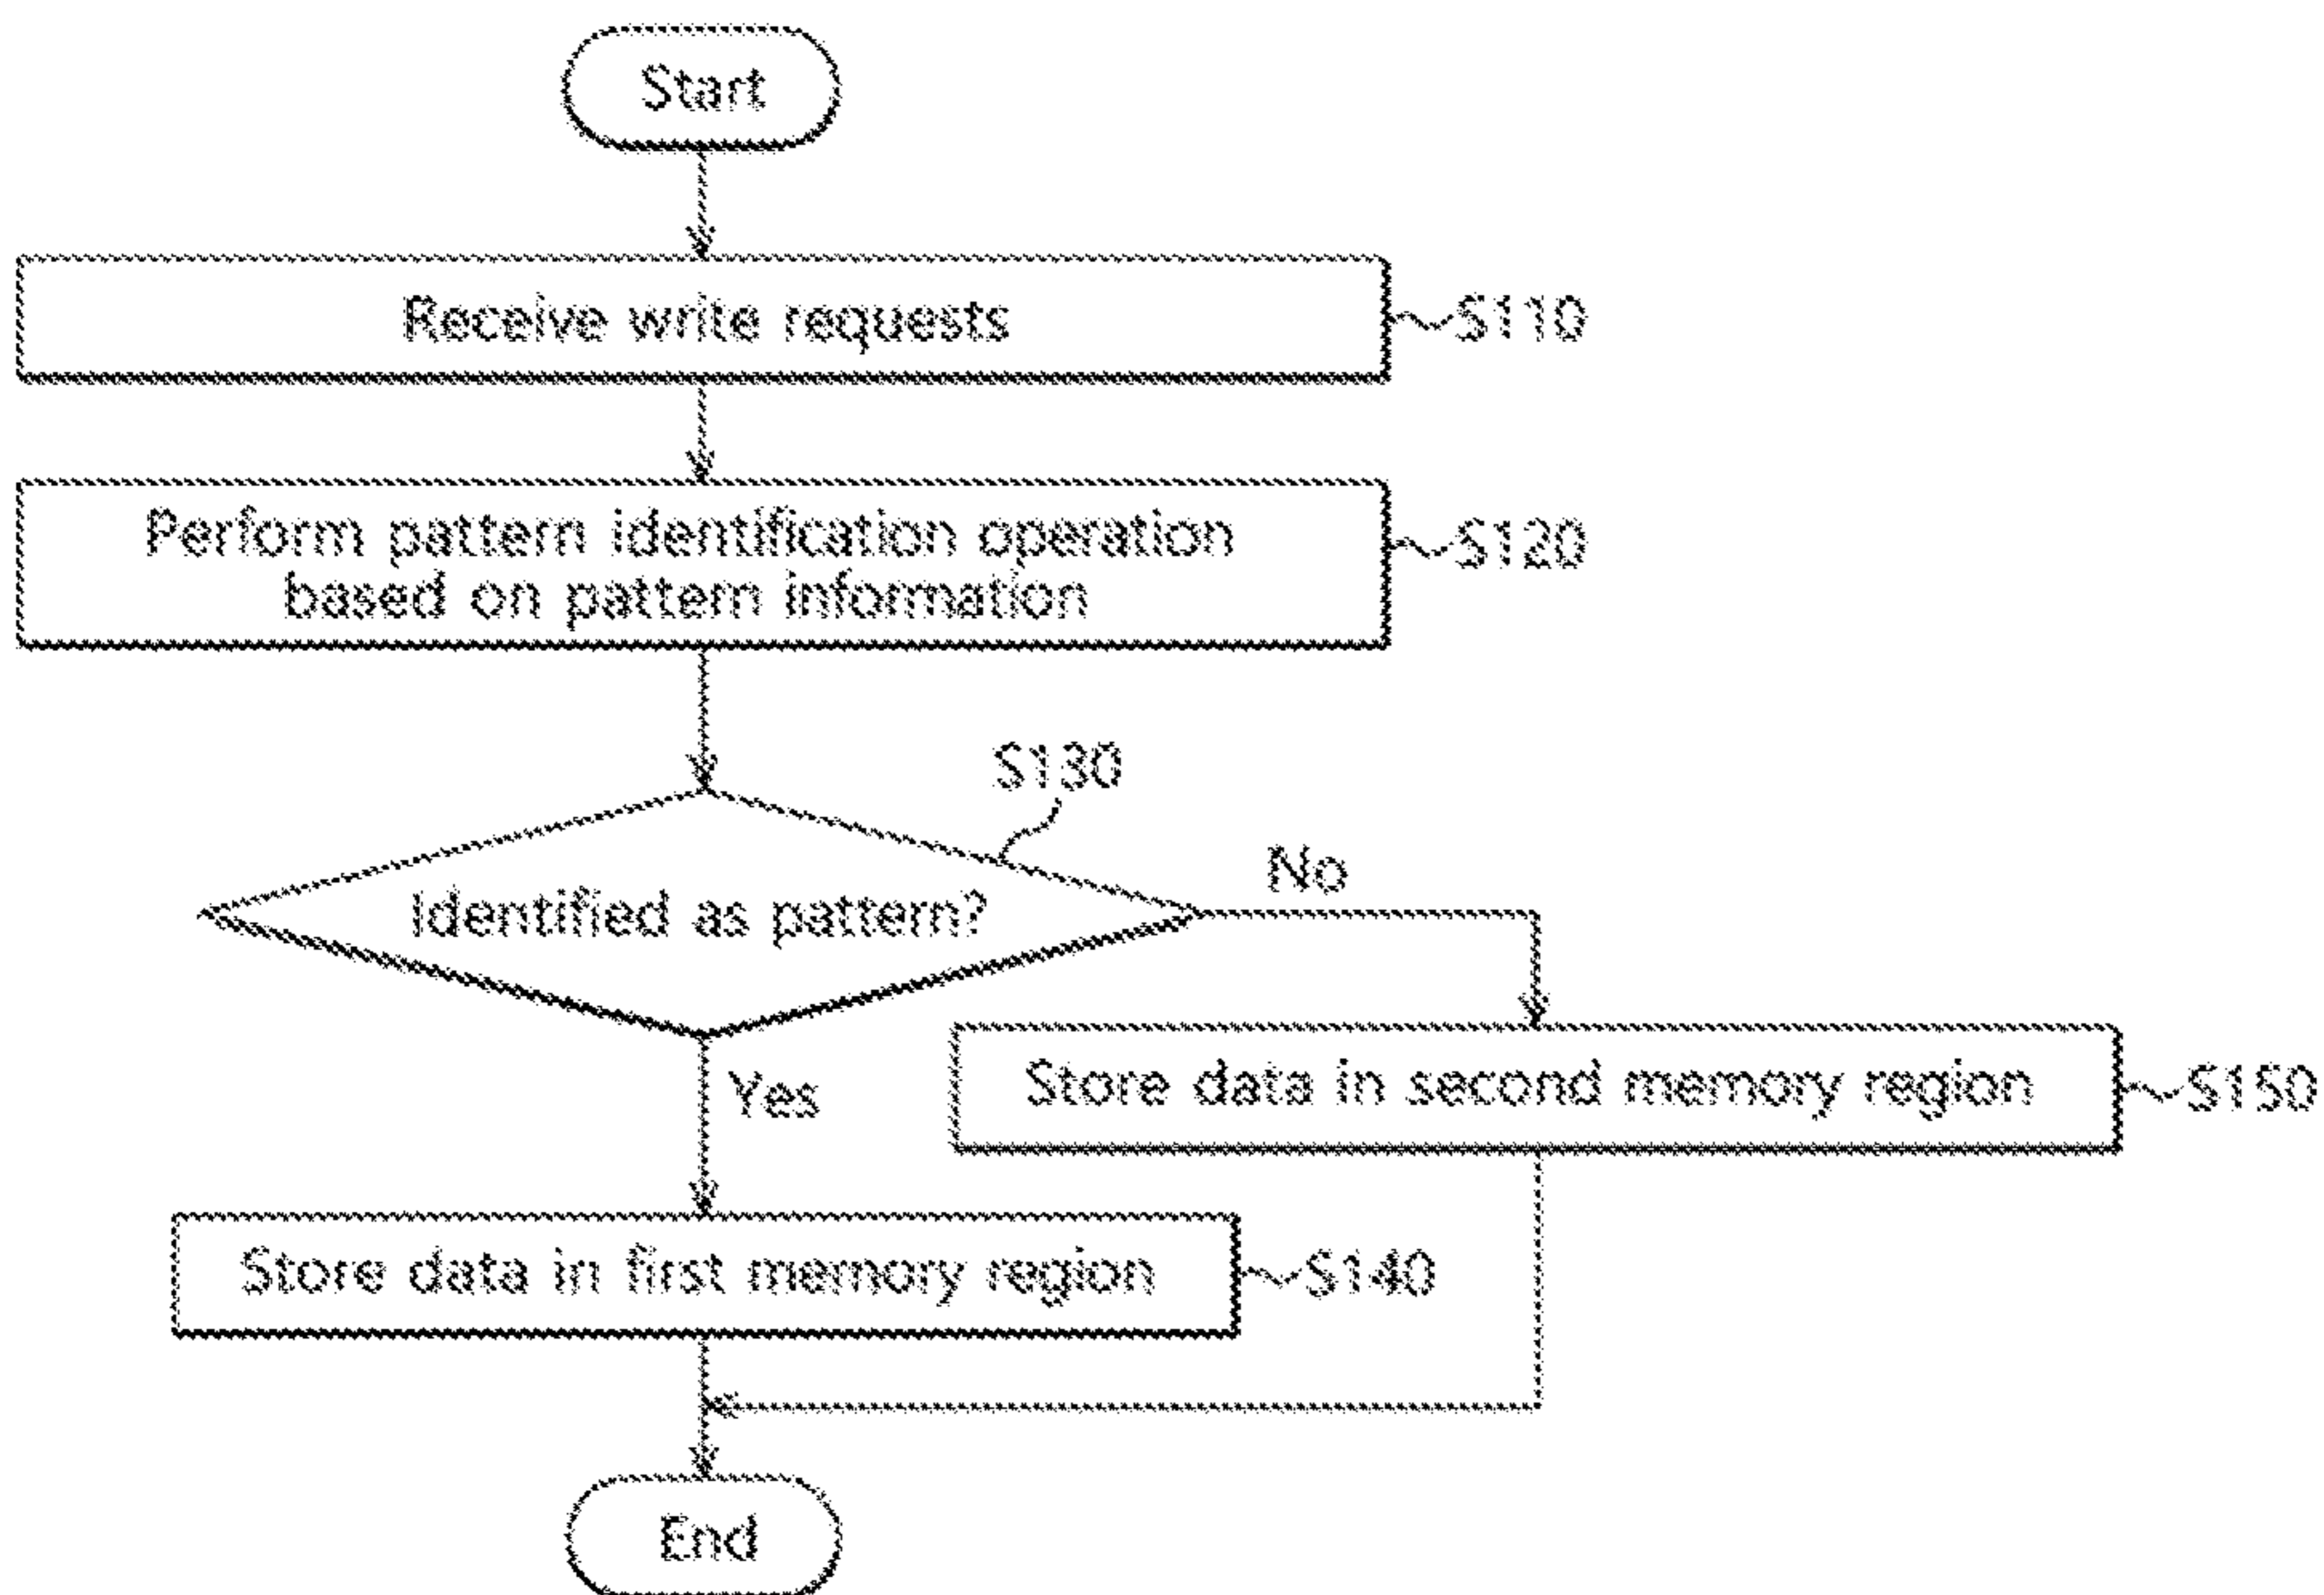 Start
Receive write requests
S110
Perform pattern identification operation
based on pattern information
S120
S130
Identified as pattern?
No
Yes
Store data in second memory region
S150
Store data in first memory region
S140
End